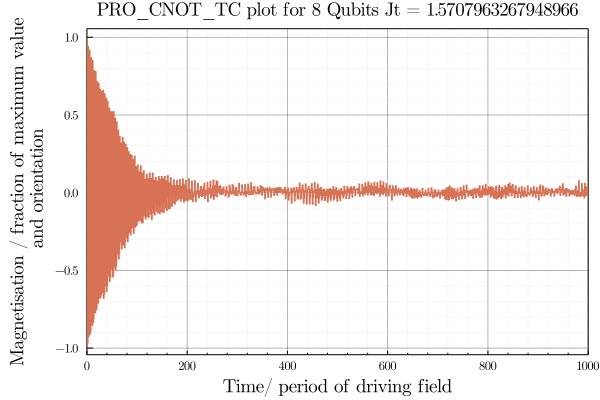 PRO_CNOT_TC plot for 8 Qubits Jt = 1.5707963267948966
Magnetisation / fraction of maximum value
and orientation
1.0
0.5
0.0
−0.5
−1.0
0 200 400 600 800 1000
Time/ period of driving field